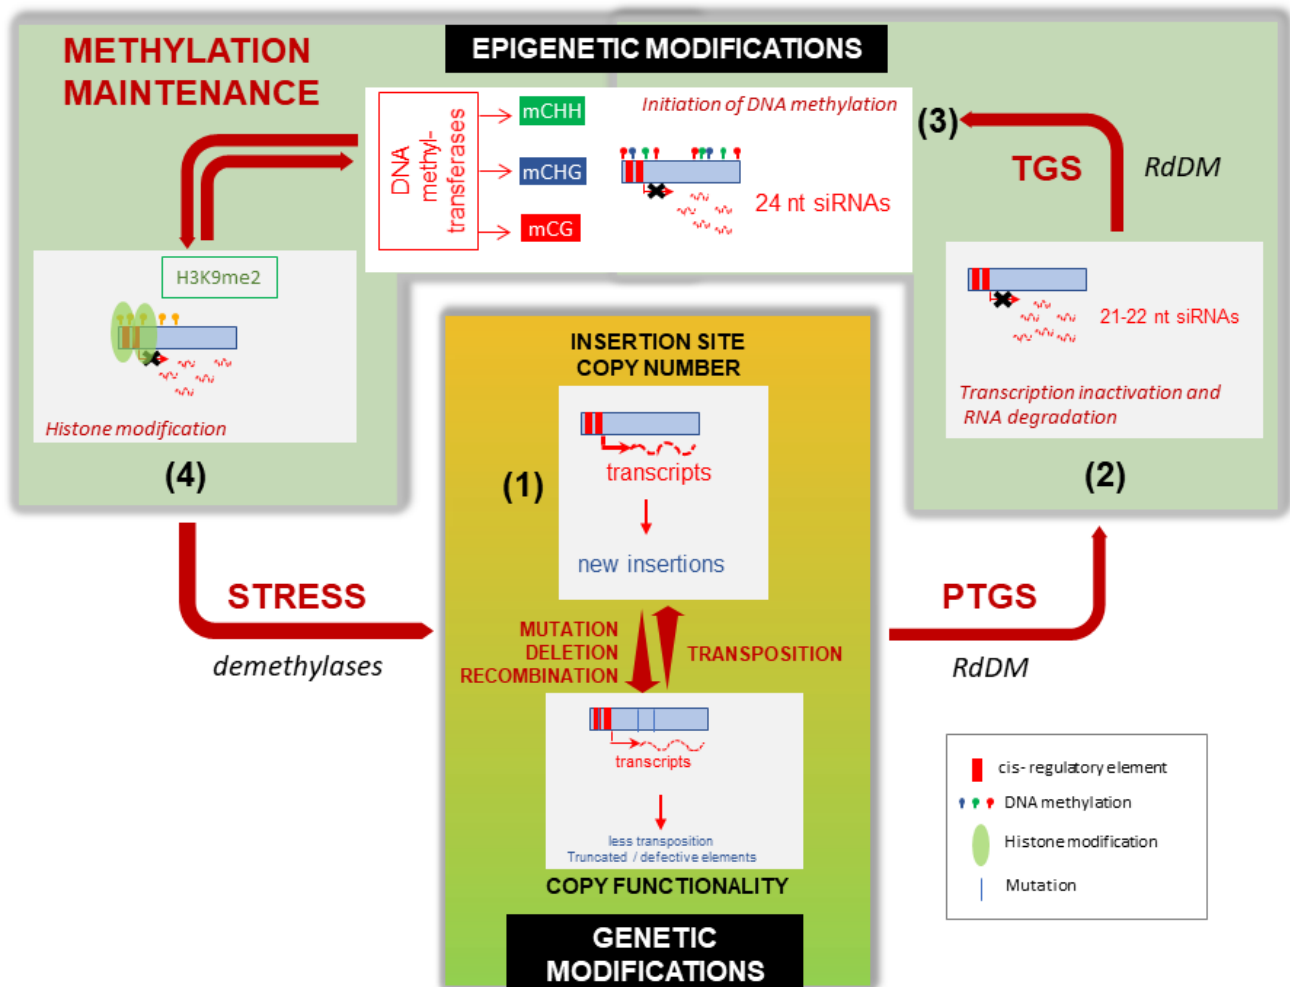 METHYLATION
MAINTENANCE
EPIGENETIC MODIFICATIONS
DNA
methyl-
transferases
mCHH
mCHG
mCG
Initiation of DNA methylation
24 nt siRNAs
(3)
TGS
RdDM
H3K9me2
Histone modification
(4)
21-22 nt siRNAs
Transcription inactivation and
RNA degradation
(2)
INSERTION SITE
COPY NUMBER
(1)
transcripts
new insertions
STRESS
demethylases
MUTATION
DELETION
RECOMBINATION
TRANSPOSITION
PTGS
RdDM
transcripts
less transposition
Truncated / defective elements
COPY FUNCTIONALITY
GENETIC
MODIFICATIONS
cis- regulatory element
DNA methylation
Histone modification
Mutation